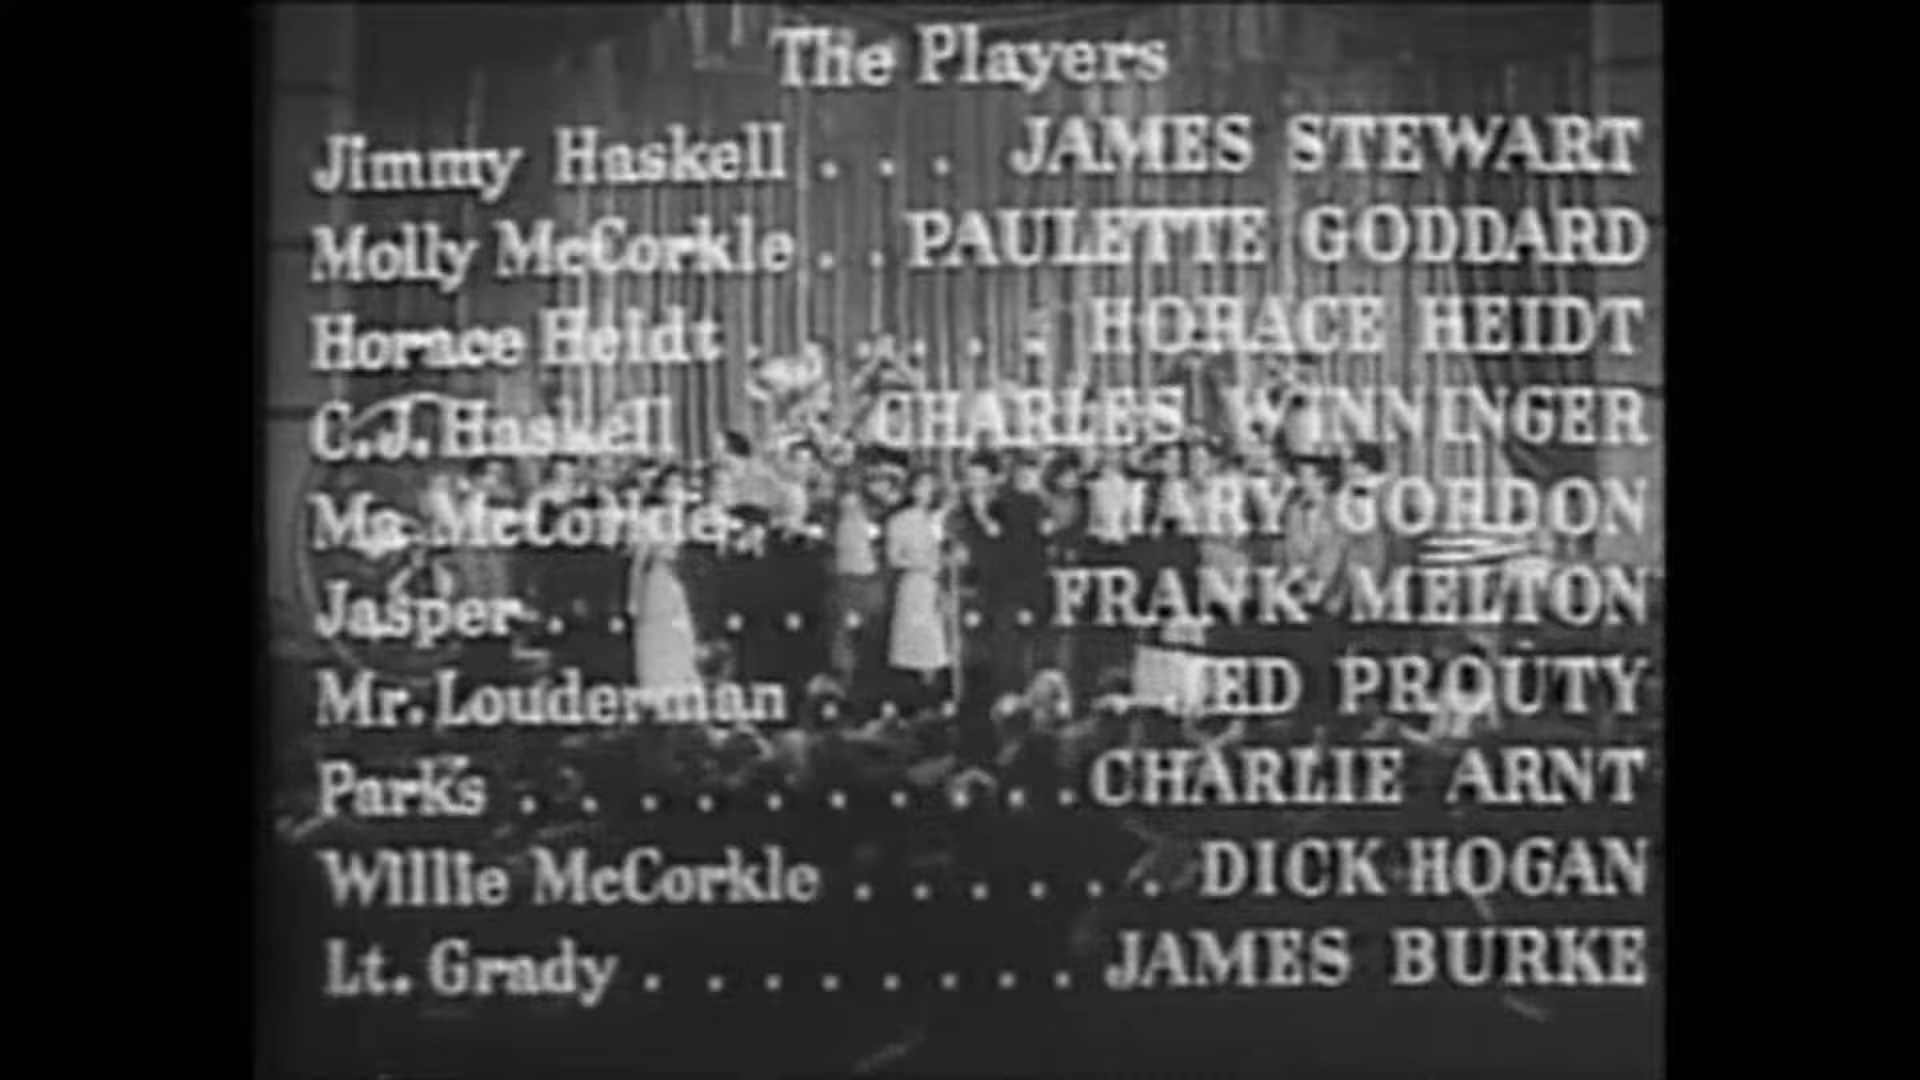 The Players
Jimmy Haskell . . . JAMES STEWART
Molly McCorkle . . PAULETTE GODDARD
Horace Heidt . . . . . . HORACE HEIDT
C.J. Haskell . . . CHARLES WINNINGER
Ma McCorkle . . . . . . MARY GORDON
Jasper . . . . . . . . . FRANK MELTON
Mr. Louderman . . . . . . JED PROUTY
Parks . . . . . . . . . . CHARLIE ARNT
Willie McCorkle . . . . . . DICK HOGAN
Lt. Grady . . . . . . . . JAMES BURKE